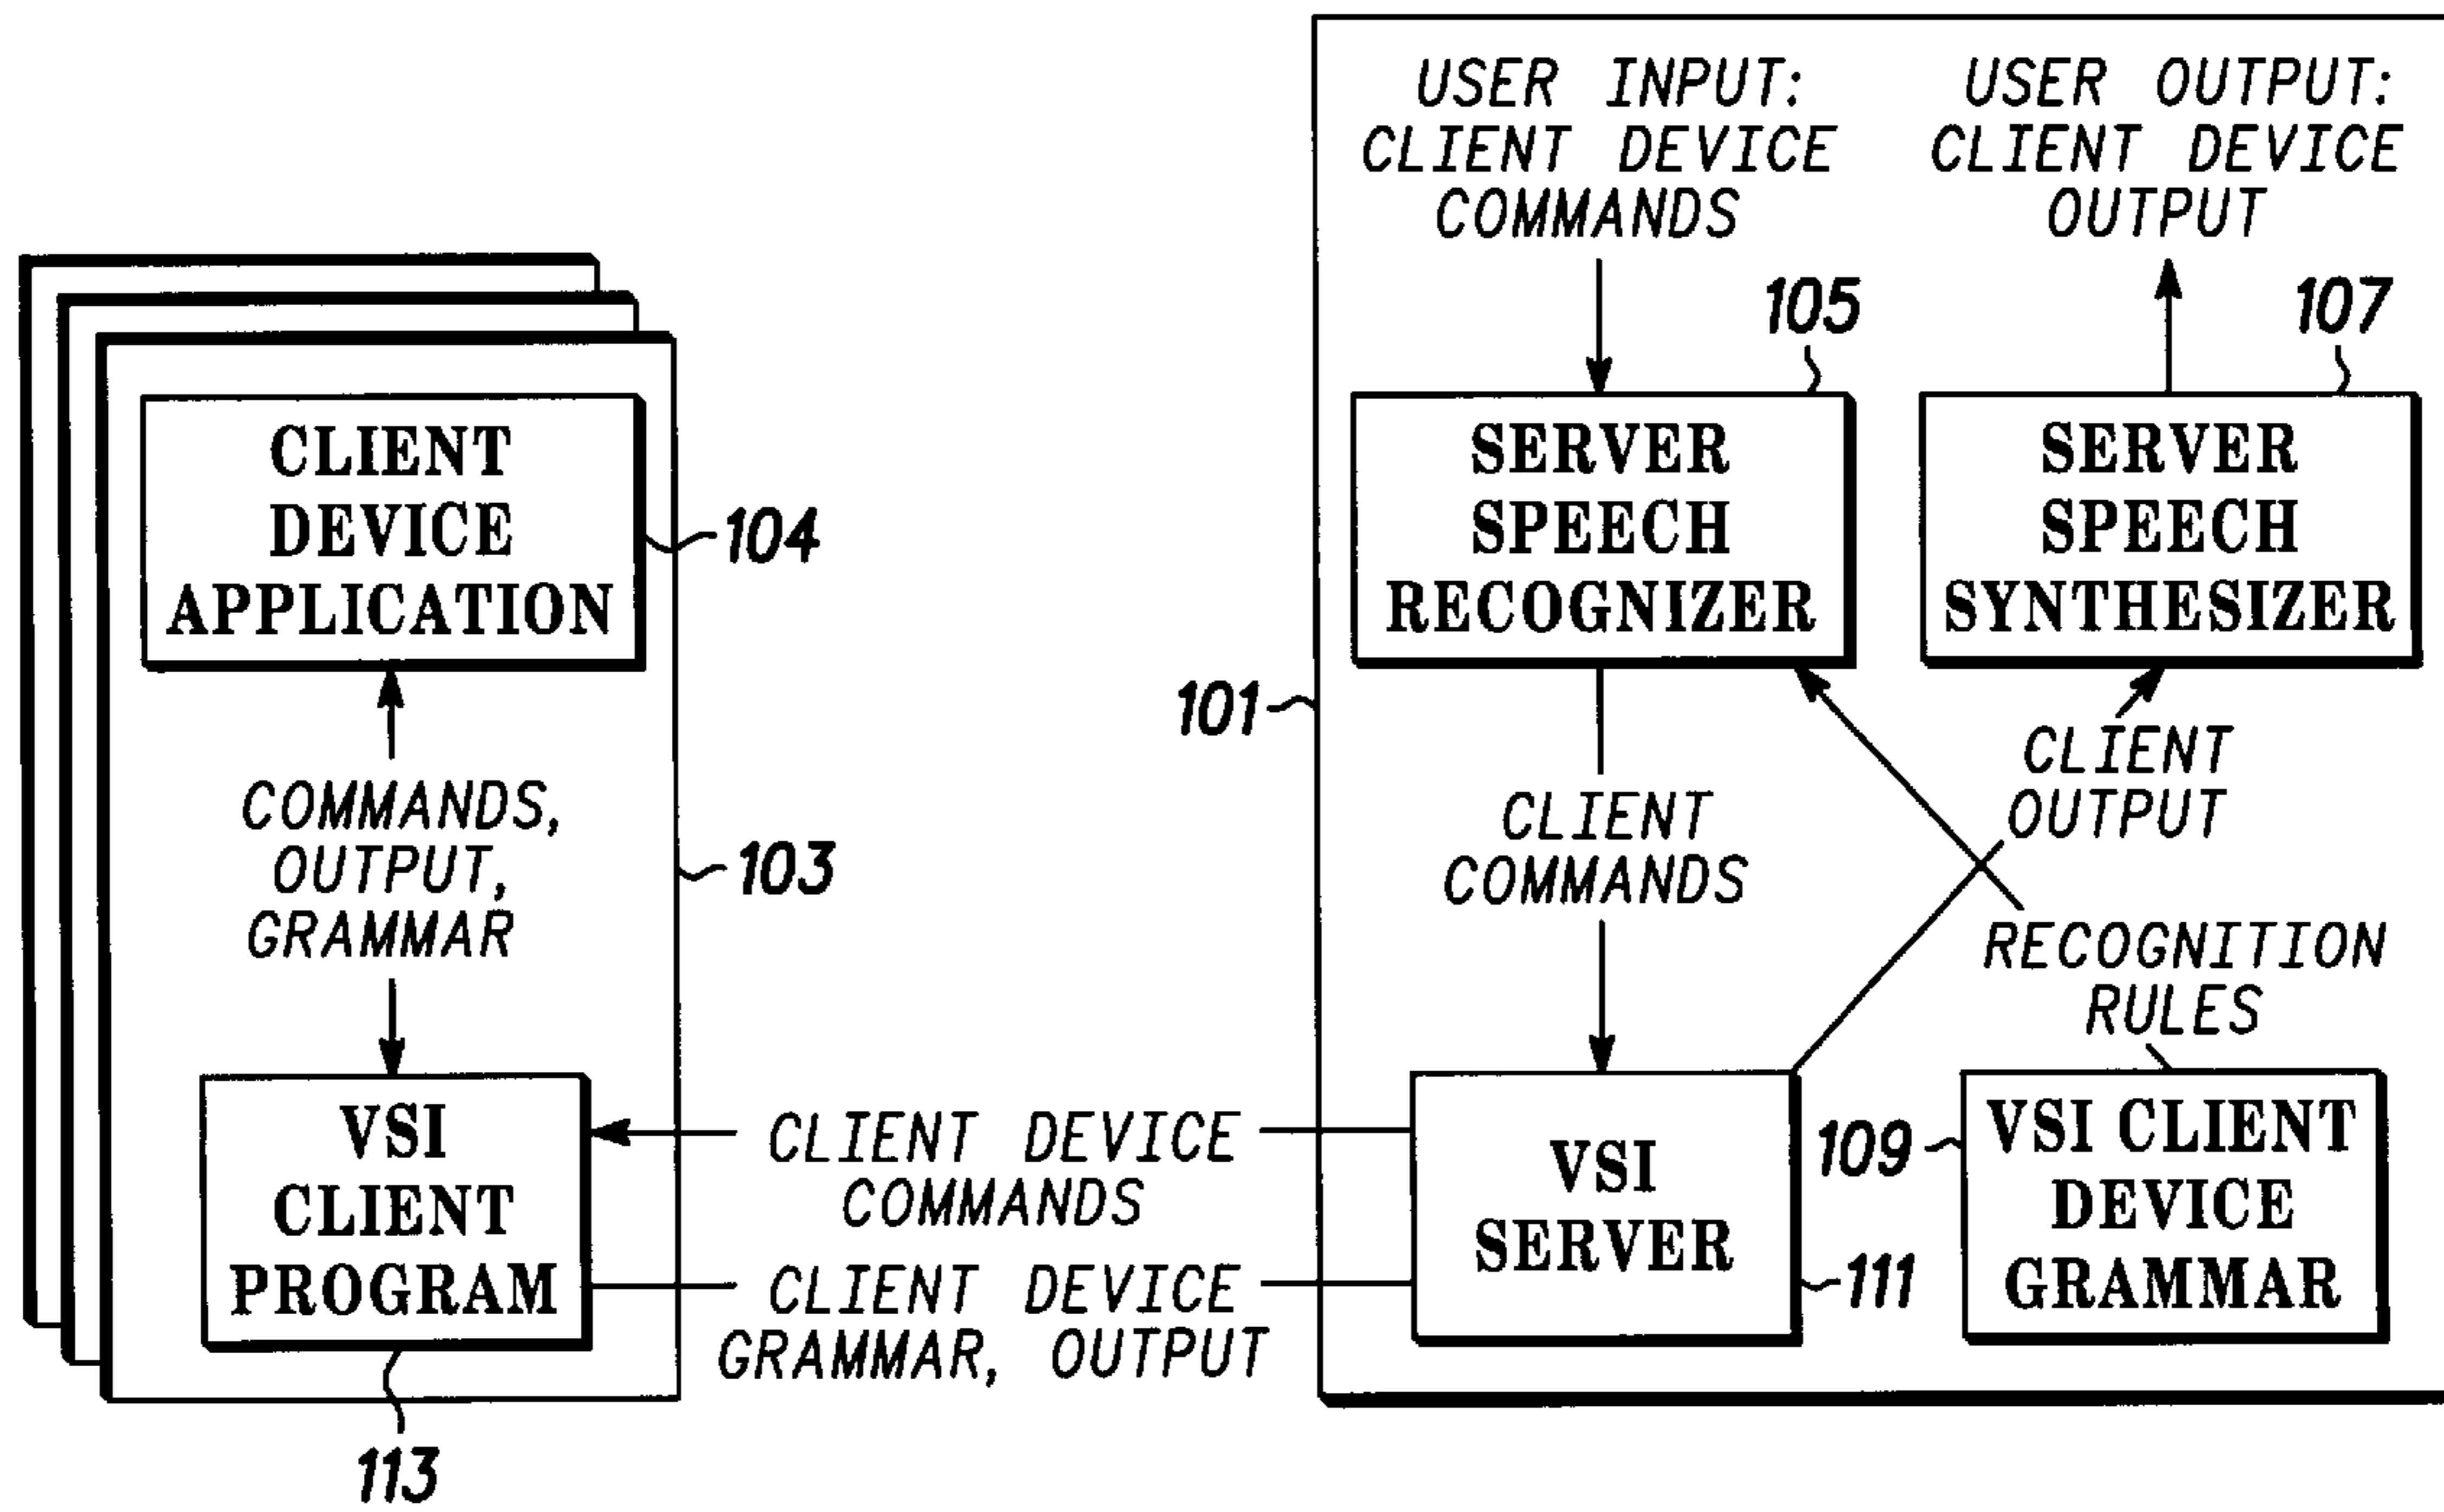 USER INPUT:
CLIENT DEVICE
COMMANDS
USER OUTPUT:
CLIENT DEVICE
OUTPUT
105
107
CLIENT
DEVICE
APPLICATION
104
SERVER
SPEECH
RECOGNIZER
SERVER
SPEECH
SYNTHESIZER
101
COMMANDS,
OUTPUT,
GRAMMAR
103
CLIENT
COMMANDS
CLIENT
OUTPUT
RECOGNITION
RULES
VSI
CLIENT
PROGRAM
113
CLIENT DEVICE
COMMANDS
CLIENT DEVICE
GRAMMAR, OUTPUT
VSI
SERVER
111
109
VSI CLIENT
DEVICE
GRAMMAR